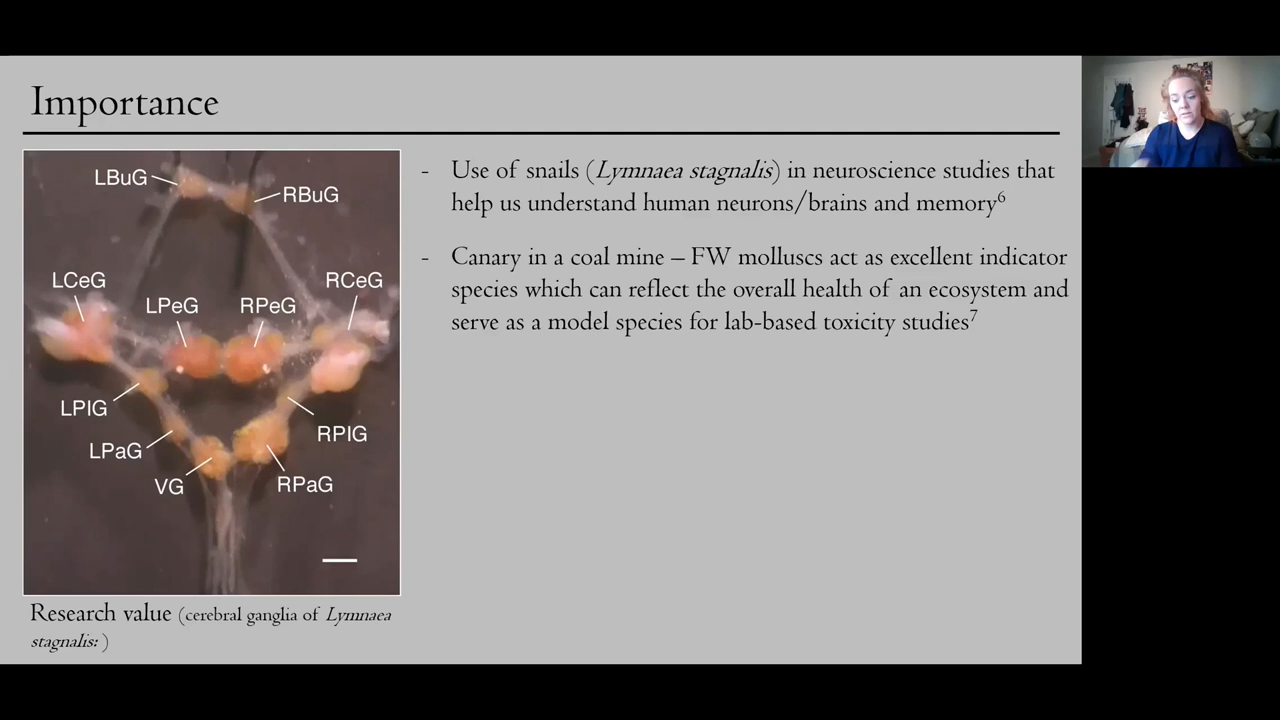 Importance
LBuG
RBuG
LCeG
RCeG
LPeG
RPeG
LPlG
RPlG
LPaG
VG
RPaG
Research value (cerebral ganglia of Lymnaea
stagnalis: )
- Use of snails (Lymnaea stagnalis) in neuroscience studies that
help us understand human neurons/brains and memory⁶
- Canary in a coal mine – FW molluscs act as excellent indicator
species which can reflect the overall health of an ecosystem and
serve as a model species for lab-based toxicity studies⁷